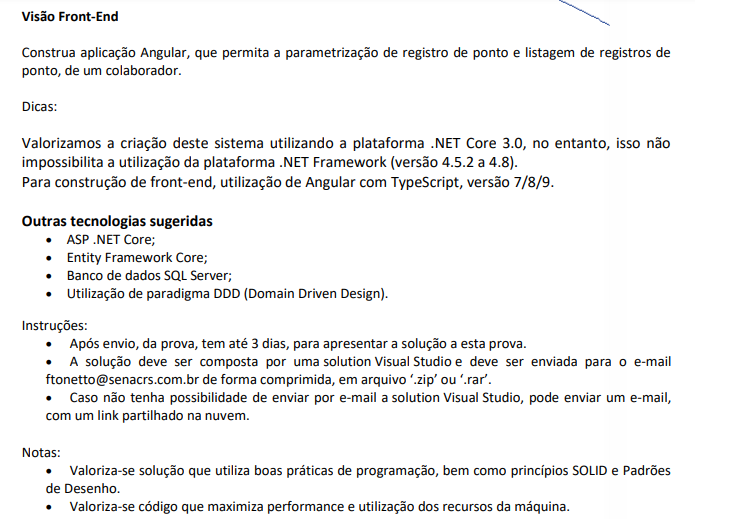 Visão Front-End
Construa aplicação Angular, que permita a parametrização de registro de ponto e listagem de registros de
ponto, de um colaborador.
Dicas:
Valorizamos a criação deste sistema utilizando a plataforma .NET Core 3.0, no entanto, isso não
impossibilita a utilização da plataforma .NET Framework (versão 4.5.2 a 4.8).
Para construção de front-end, utilização de Angular com TypeScript, versão 7/8/9.
Outras tecnologias sugeridas
• ASP .NET Core;
• Entity Framework Core;
• Banco de dados SQL Server;
• Utilização de paradigma DDD (Domain Driven Design).
Instruções:
• Após envio, da prova, tem até 3 dias, para apresentar a solução a esta prova.
• A solução deve ser composta por uma solution Visual Studio e deve ser enviada para o e-mail
ftonetto@senacrs.com.br de forma comprimida, em arquivo ‘.zip’ ou ‘.rar’.
• Caso não tenha possibilidade de enviar por e-mail a solution Visual Studio, pode enviar um e-mail,
com um link partilhado na nuvem.
Notas:
• Valoriza-se solução que utiliza boas práticas de programação, bem como princípios SOLID e Padrões
de Desenho.
• Valoriza-se código que maximiza performance e utilização dos recursos da máquina.